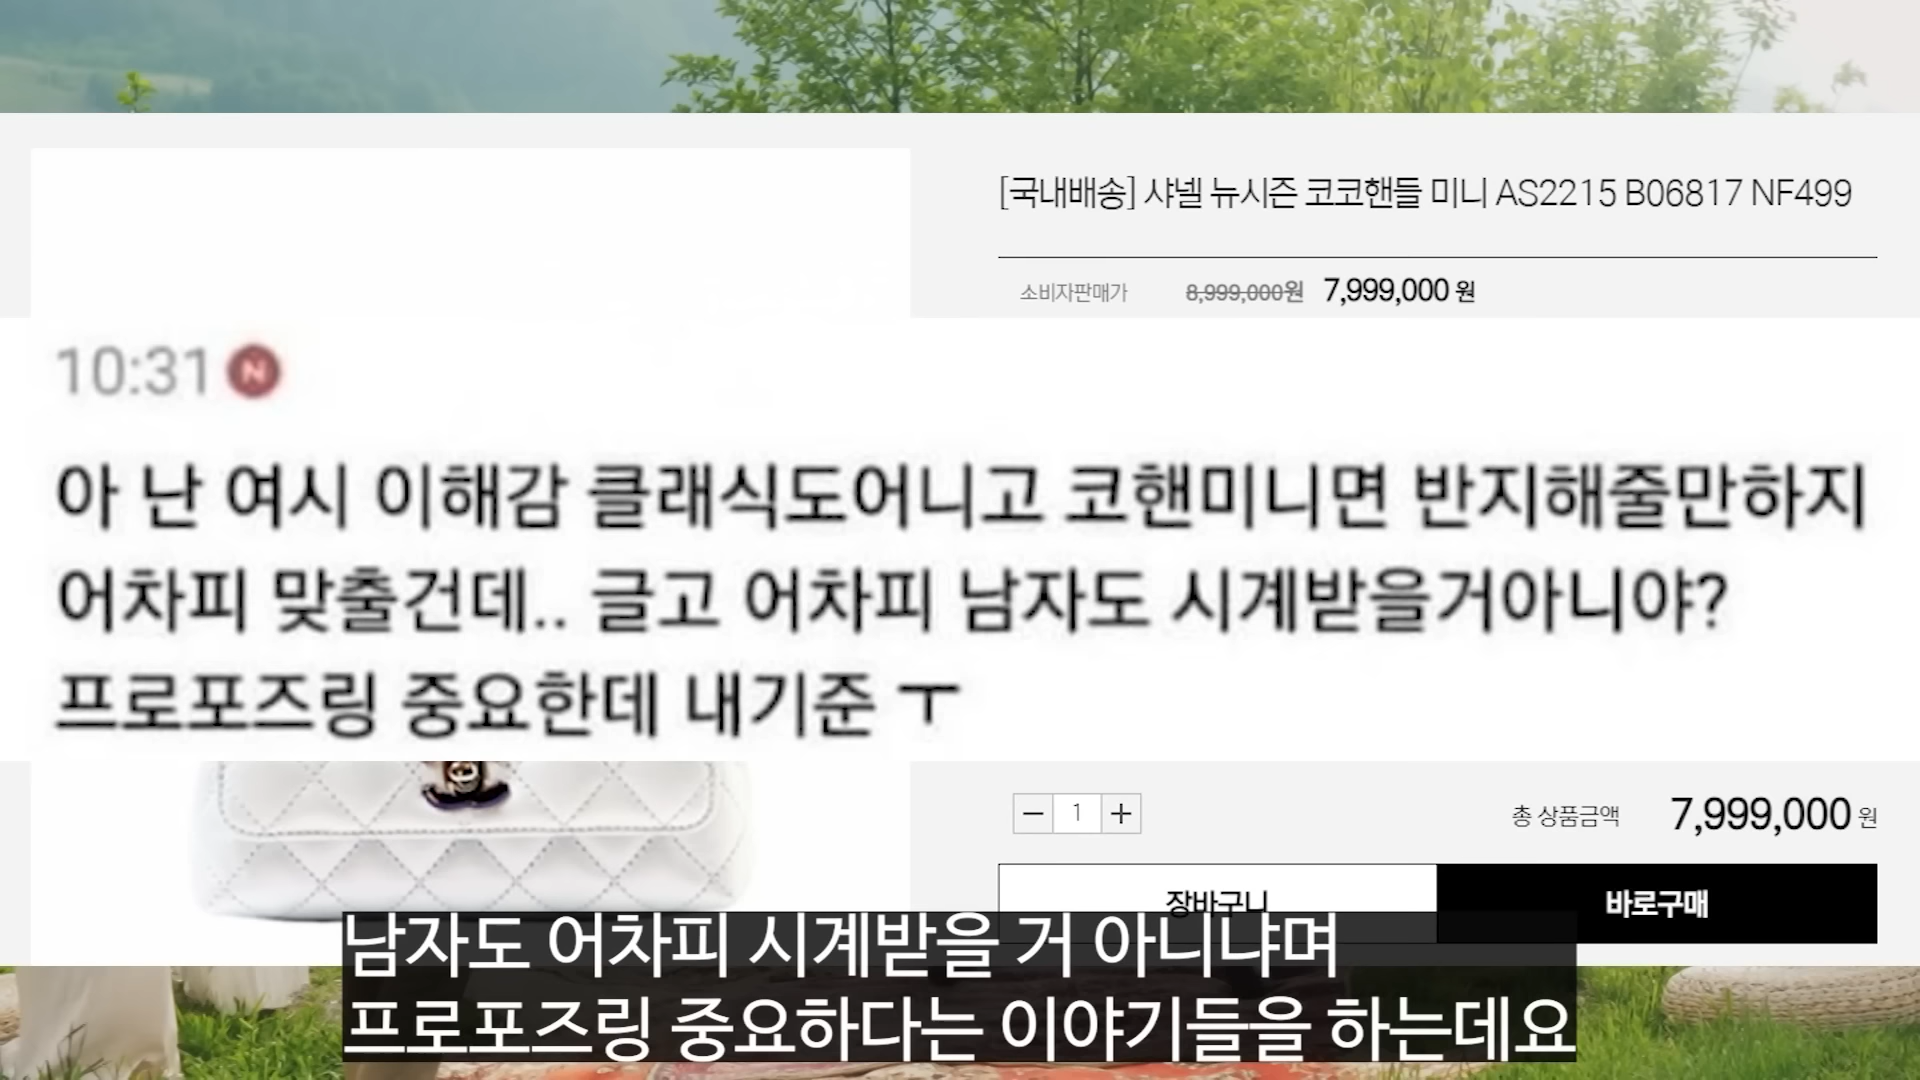 [국내배송] 샤넬 뉴시즌 코코핸들 미니 AS2215 B06817 NF499
소비자판매가 8,999,000원 7,999,000 원
10:31 N
아 난 여시 이해감 클래식도어니고 코핸미니면 반지해줄만하지
어차피 맞출건데.. 글고 어차피 남자도 시계받을거아니야?
프로포즈링 중요한데 내기준 ㅜ
- 1 +
총 상품금액 7,999,000 원
장바구니 바로구매
남자도 어차피 시계받을 거 아니냐며
프로포즈링 중요하다는 이야기들을 하는데요